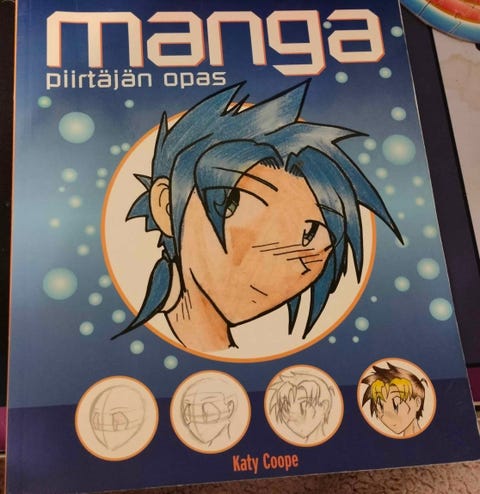 manga
piirtäjän opas
Katy Coope